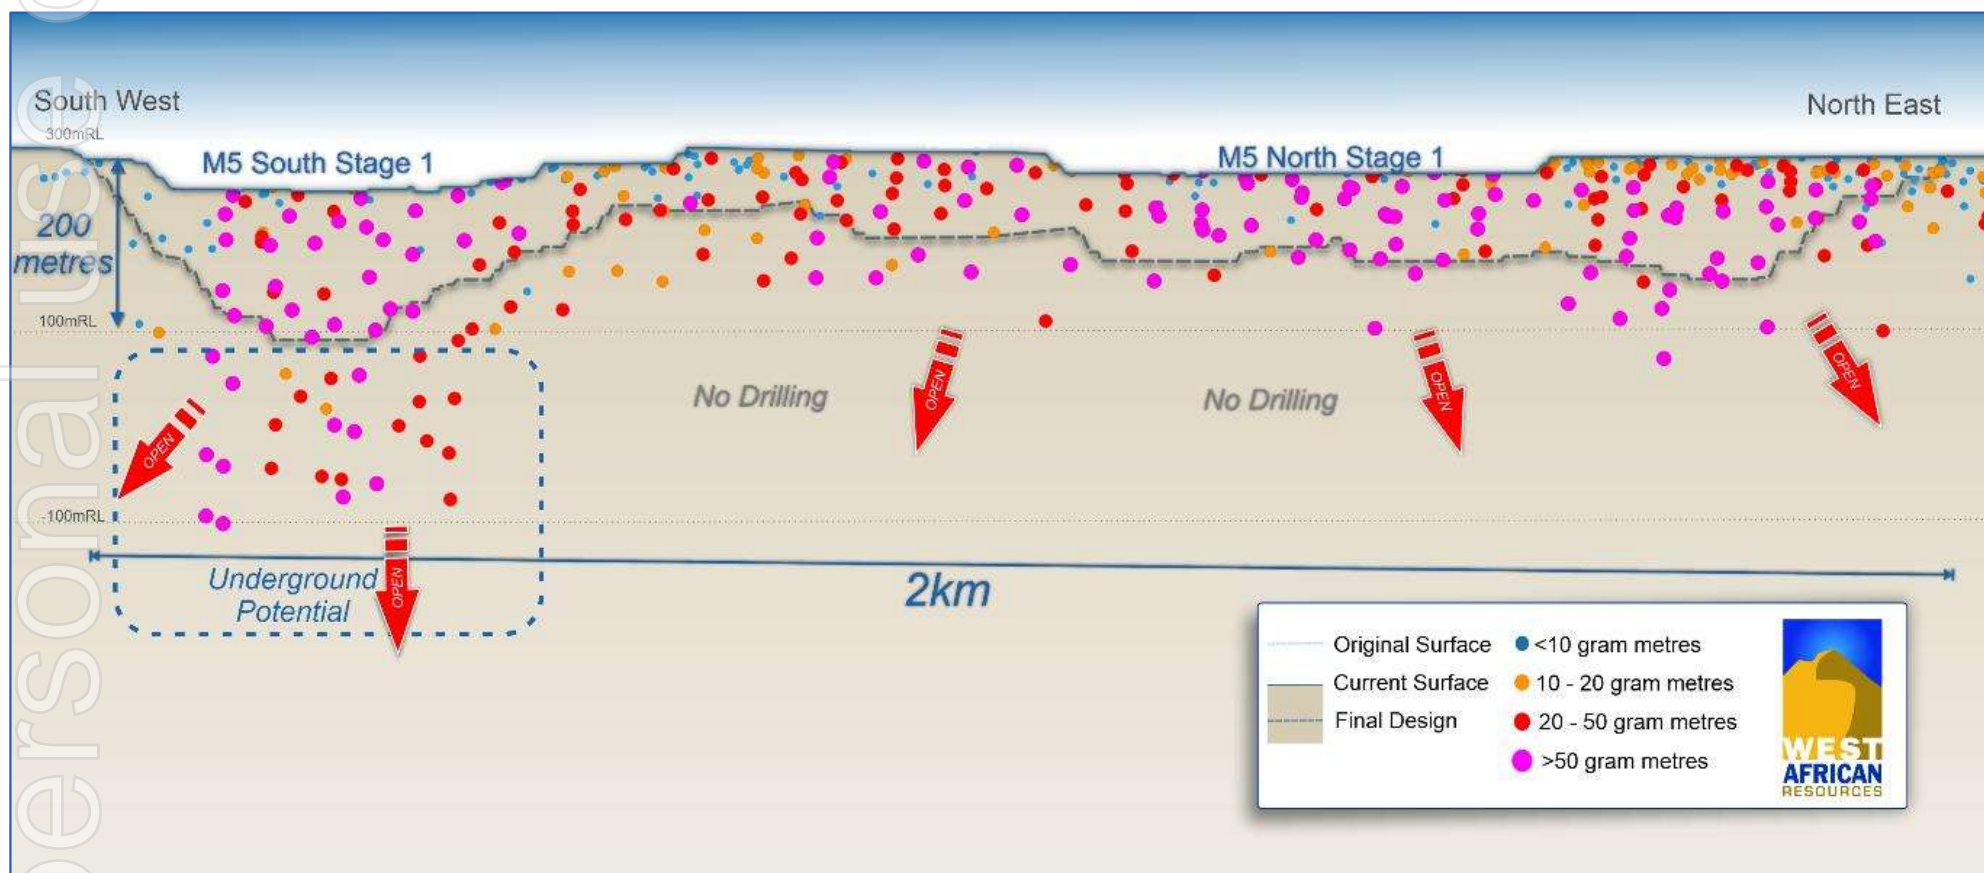 South West
North East
300mRL
M5 South Stage 1
M5 North Stage 1
200
metres
100mRL
No Drilling
No Drilling
OPEN
OPEN
OPEN
OPEN
OPEN
-100mRL
Underground
Potential
2km
Original Surface
Current Surface
Final Design
<10 gram metres
10 - 20 gram metres
20 - 50 gram metres
>50 gram metres
WEST
AFRICAN
RESOURCES
personal use